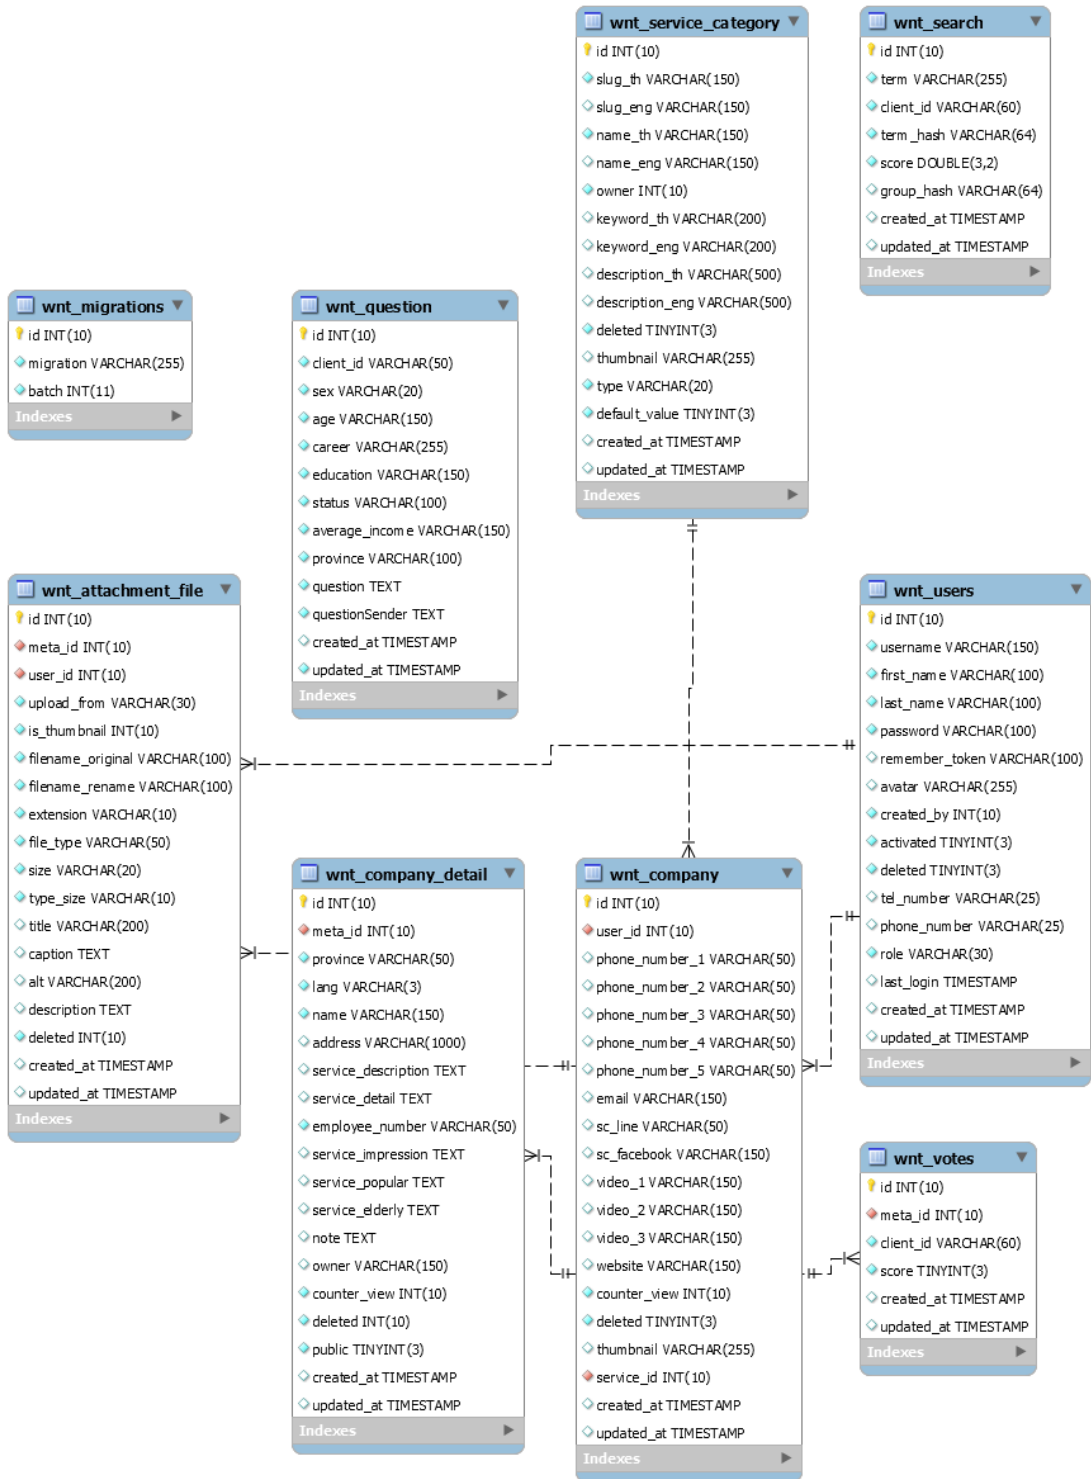 wnt_service_category
id INT(10)
slug_th VARCHAR(150)
slug_eng VARCHAR(150)
name_th VARCHAR(150)
name_eng VARCHAR(150)
owner INT(10)
keyword_th VARCHAR(200)
keyword_eng VARCHAR(200)
description_th VARCHAR(500)
description_eng VARCHAR(500)
deleted TINYINT(3)
thumbnail VARCHAR(255)
type VARCHAR(20)
default_value TINYINT(3)
created_at TIMESTAMP
updated_at TIMESTAMP
Indexes
wnt_search
id INT(10)
term VARCHAR(255)
client_id VARCHAR(60)
term_hash VARCHAR(64)
score DOUBLE(3,2)
group_hash VARCHAR(64)
created_at TIMESTAMP
updated_at TIMESTAMP
Indexes
wnt_migrations
id INT(10)
migration VARCHAR(255)
batch INT(11)
Indexes
wnt_question
id INT(10)
client_id VARCHAR(50)
sex VARCHAR(20)
age VARCHAR(150)
career VARCHAR(255)
education VARCHAR(150)
status VARCHAR(100)
average_income VARCHAR(150)
province VARCHAR(100)
question TEXT
questionSender TEXT
created_at TIMESTAMP
updated_at TIMESTAMP
Indexes
wnt_attachment_file
id INT(10)
meta_id INT(10)
user_id INT(10)
upload_from VARCHAR(30)
is_thumbnail INT(10)
filename_original VARCHAR(100)
filename_rename VARCHAR(100)
extension VARCHAR(10)
file_type VARCHAR(50)
size VARCHAR(20)
type_size VARCHAR(10)
title VARCHAR(200)
caption TEXT
alt VARCHAR(200)
description TEXT
deleted INT(10)
created_at TIMESTAMP
updated_at TIMESTAMP
Indexes
wnt_users
id INT(10)
username VARCHAR(150)
first_name VARCHAR(100)
last_name VARCHAR(100)
password VARCHAR(100)
remember_token VARCHAR(100)
avatar VARCHAR(255)
created_by INT(10)
activated TINYINT(3)
deleted TINYINT(3)
tel_number VARCHAR(25)
phone_number VARCHAR(25)
role VARCHAR(30)
last_login TIMESTAMP
created_at TIMESTAMP
updated_at TIMESTAMP
Indexes
wnt_company_detail
id INT(10)
meta_id INT(10)
province VARCHAR(50)
lang VARCHAR(3)
name VARCHAR(150)
address VARCHAR(1000)
service_description TEXT
service_detail TEXT
employee_number VARCHAR(50)
service_impression TEXT
service_popular TEXT
service_elderly TEXT
note TEXT
owner VARCHAR(150)
counter_view INT(10)
deleted INT(10)
public TINYINT(3)
created_at TIMESTAMP
updated_at TIMESTAMP
Indexes
wnt_company
id INT(10)
user_id INT(10)
phone_number_1 VARCHAR(50)
phone_number_2 VARCHAR(50)
phone_number_3 VARCHAR(50)
phone_number_4 VARCHAR(50)
phone_number_5 VARCHAR(50)
email VARCHAR(150)
sc_line VARCHAR(50)
sc_facebook VARCHAR(150)
video_1 VARCHAR(150)
video_2 VARCHAR(150)
video_3 VARCHAR(150)
website VARCHAR(150)
counter_view INT(10)
deleted TINYINT(3)
thumbnail VARCHAR(255)
service_id INT(10)
created_at TIMESTAMP
updated_at TIMESTAMP
Indexes
wnt_votes
id INT(10)
meta_id INT(10)
client_id VARCHAR(60)
score TINYINT(3)
created_at TIMESTAMP
updated_at TIMESTAMP
Indexes